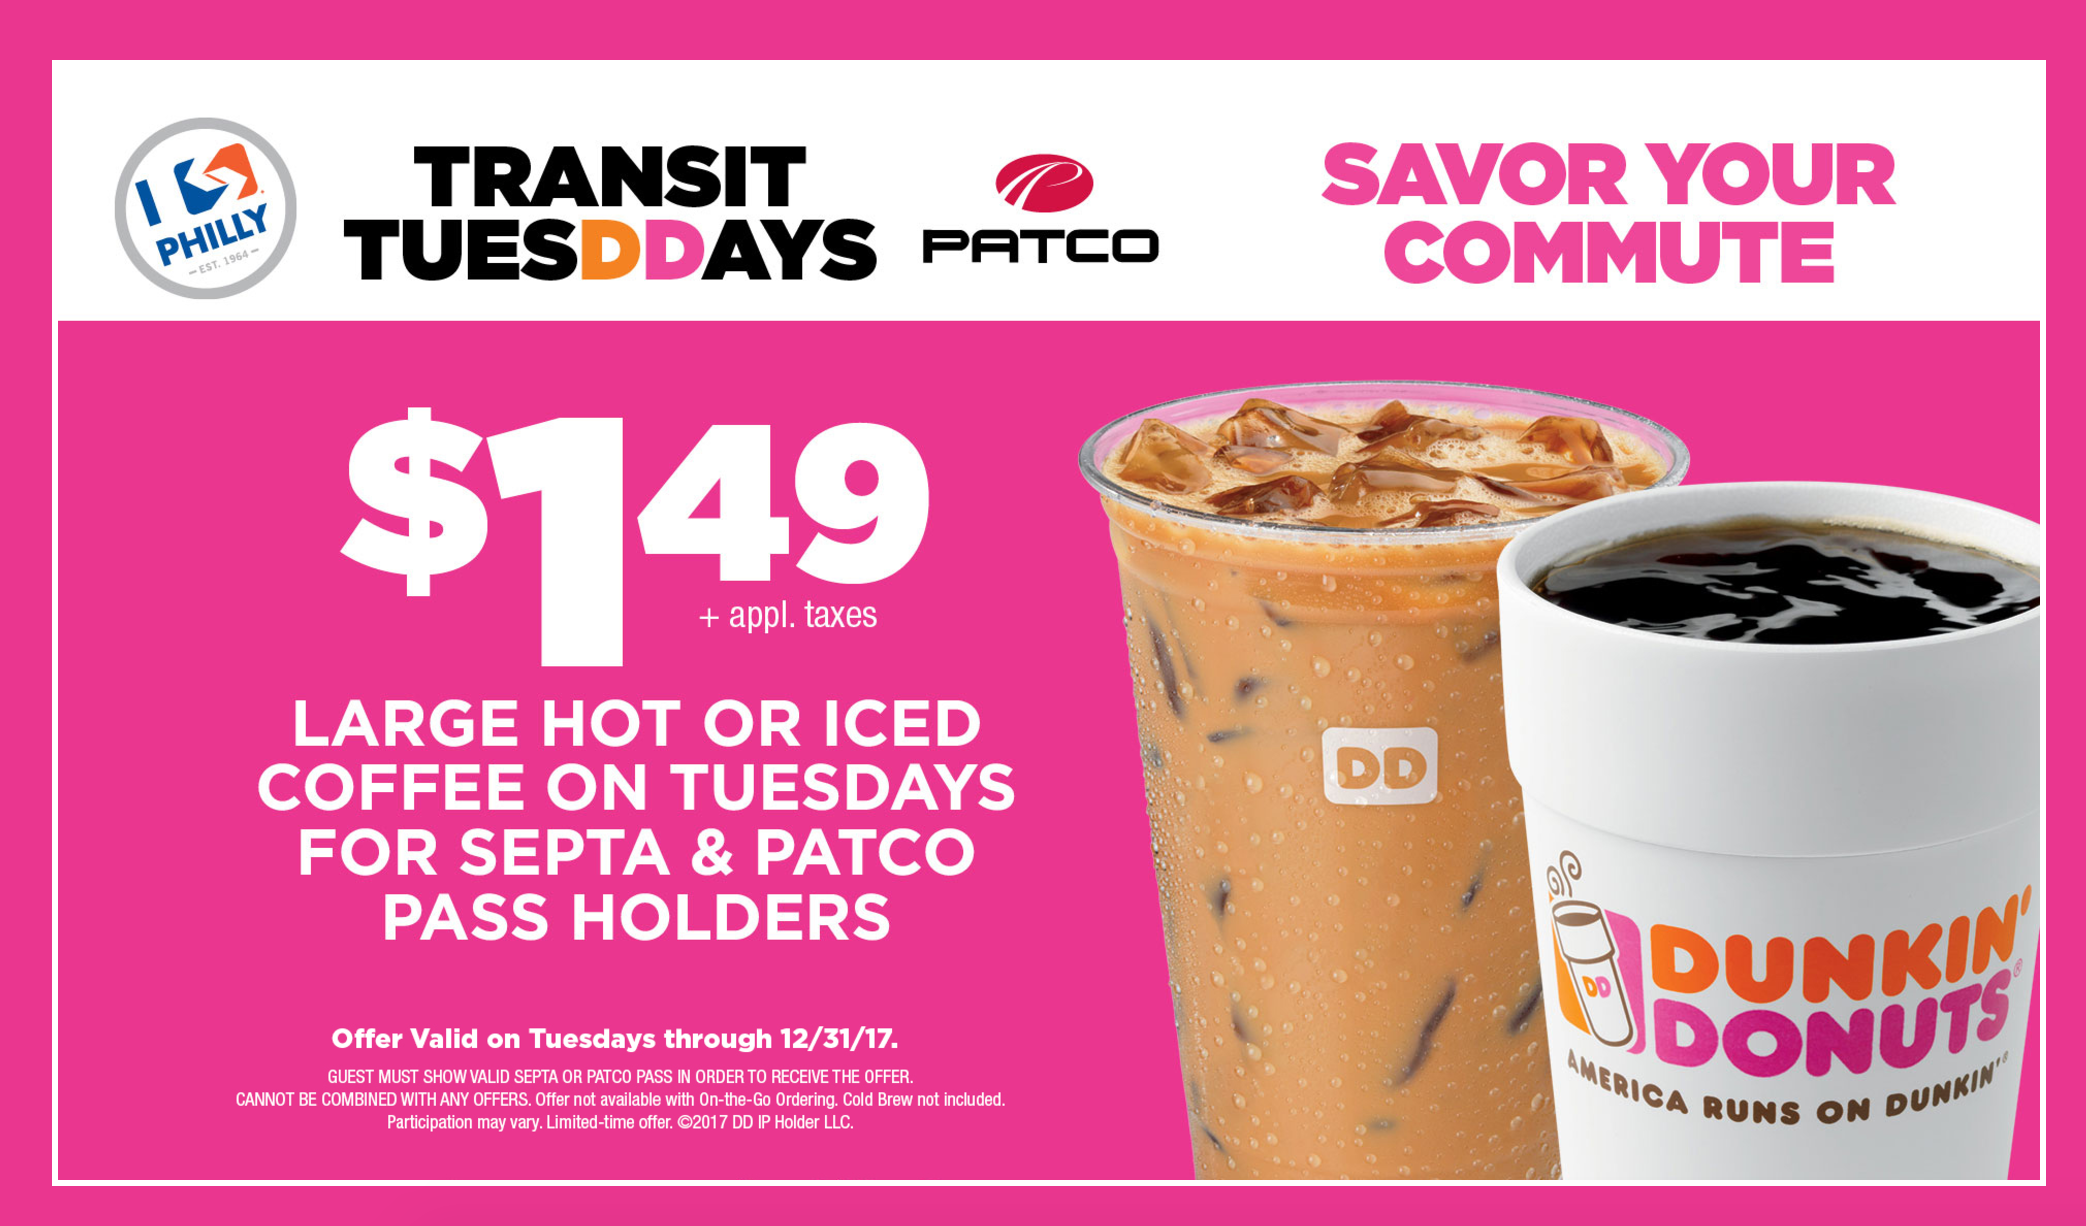 I PHILLY
EST. 1964
TRANSIT
TUESDDAYS
PATCO
SAVOR YOUR
COMMUTE
$149
+ appl. taxes
LARGE HOT OR ICED
COFFEE ON TUESDAYS
FOR SEPTA & PATCO
PASS HOLDERS
Offer Valid on Tuesdays through 12/31/17.
GUEST MUST SHOW VALID SEPTA OR PATCO PASS IN ORDER TO RECEIVE THE OFFER.
CANNOT BE COMBINED WITH ANY OFFERS. Offer not available with On-the-Go Ordering. Cold Brew not included.
Participation may vary. Limited-time offer. ©2017 DD IP Holder LLC.
DD
DD
DUNKIN'
DONUTS®
AMERICA RUNS ON DUNKIN'®